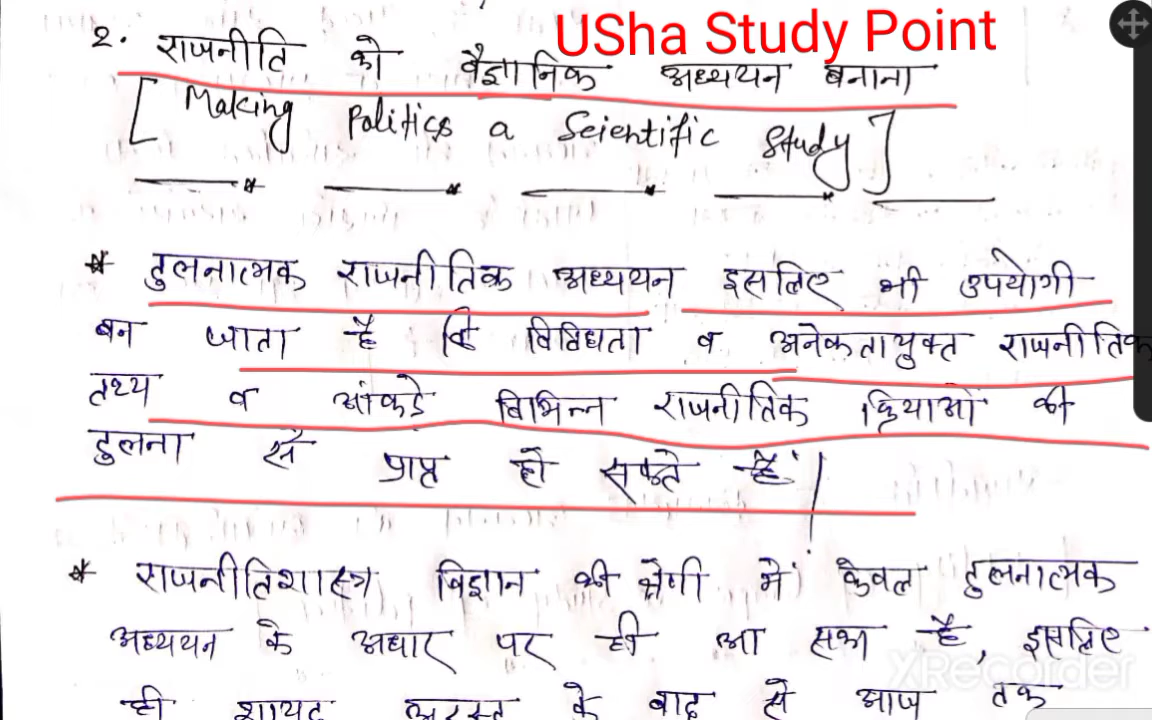 USha Study Point
2. राजनीति को वैज्ञानिक अध्ययन बनाना
[Making Politics a Scientific Study]
* तुलनात्मक राजनीतिक अध्ययन इसलिए भी उपयोगी
बन जाता है कि विविधता व अनेकतायुक्त राजनीतिक
तथ्य व आंकडे विभिन्न राजनीतिक क्रियाओं की
तुलना से प्राप्त हो सकते हैं।
* राजनीतिशास्त्र विज्ञान की श्रेणी में केवल तुलनात्मक
अध्ययन के अधार पर ही आ सका है, इसलिए
ही शायद अरस्तू के बाद से आज तक
XRecorder